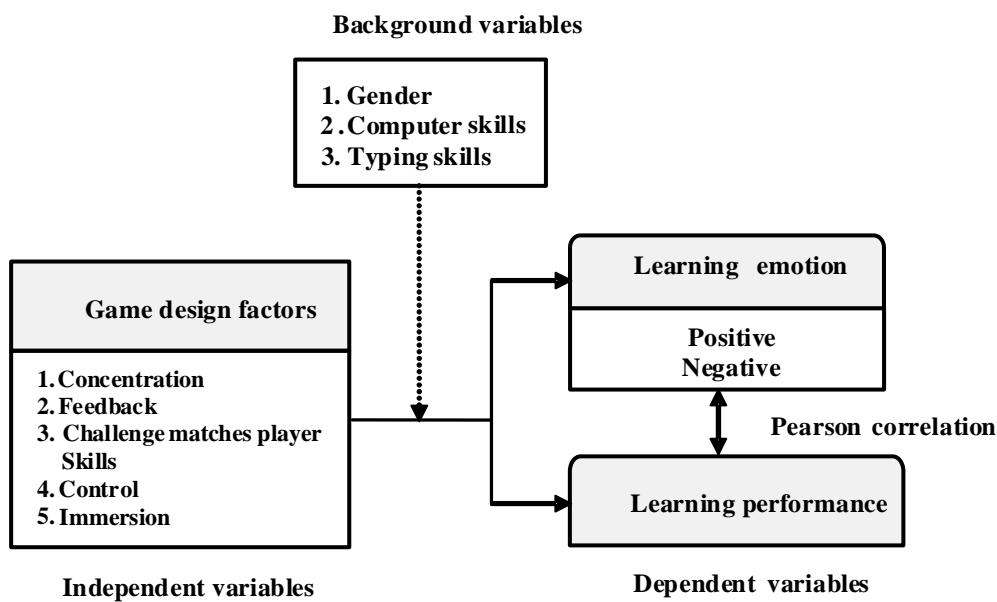 Background variables
1. Gender
2. Computer skills
3. Typing skills
Game design factors
1. Concentration
2. Feedback
3. Challenge matches player
Skills
4. Control
5. Immersion
Independent variables
Learning emotion
Positive
Negative
Pearson correlation
Learning performance
Dependent variables